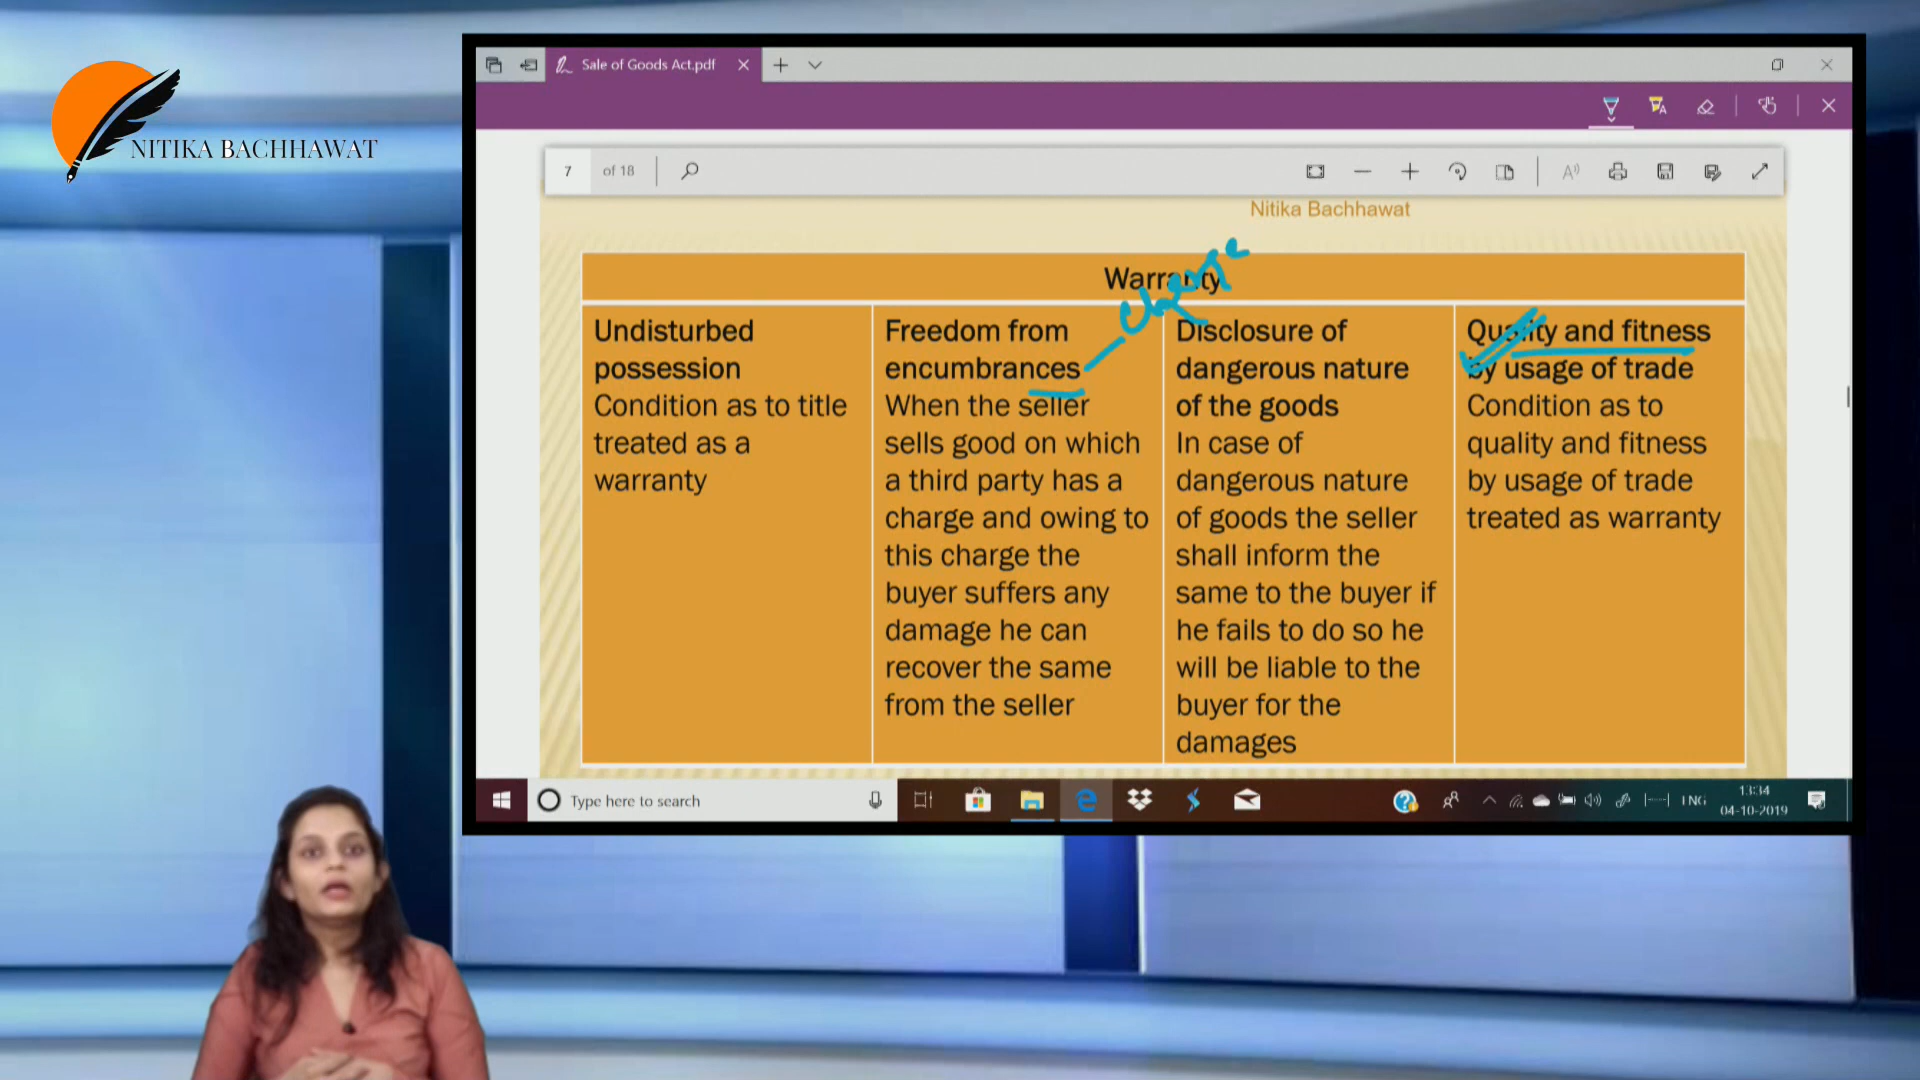 NITIKA BACHHAWAT
Sale of Goods Act.pdf
7 of 18
Nitika Bachhawat
Warranty
charge
Undisturbed
possession
Condition as to title
treated as a
warranty
Freedom from
encumbrances
When the seller
sells good on which
a third party has a
charge and owing to
this charge the
buyer suffers any
damage he can
recover the same
from the seller
Disclosure of
dangerous nature
of the goods
In case of
dangerous nature
of goods the seller
shall inform the
same to the buyer if
he fails to do so he
will be liable to the
buyer for the
damages
Quality and fitness
by usage of trade
Condition as to
quality and fitness
by usage of trade
treated as warranty
Type here to search
ENG
13:34
04-10-2019